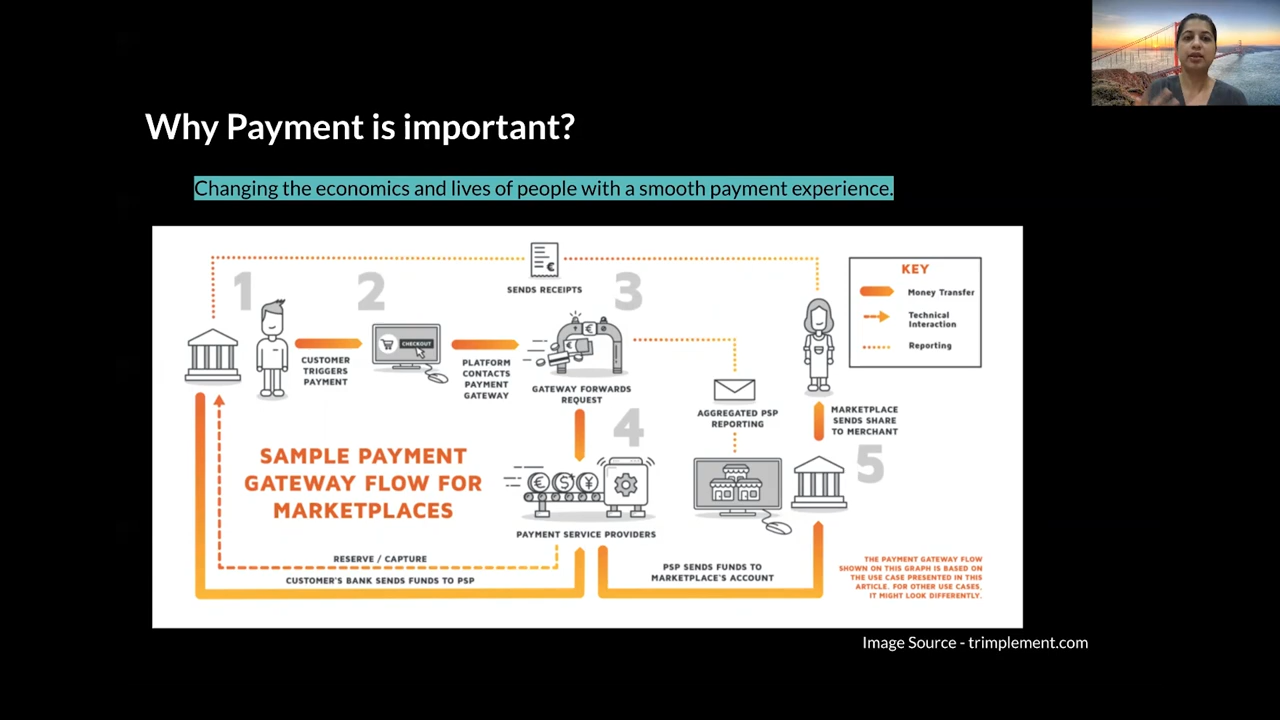 Why Payment is important?
Changing the economics and lives of people with a smooth payment experience.
1
2
3
SENDS RECEIPTS
KEY
Money Transfer
Technical
Interaction
Reporting
CHECKOUT
CUSTOMER
TRIGGERS
PAYMENT
PLATFORM
CONTACTS
PAYMENT
GATEWAY
GATEWAY FORWARDS
REQUEST
AGGREGATED PSP
REPORTING
MARKETPLACE
SENDS SHARE
TO MERCHANT
4
5
SAMPLE PAYMENT
GATEWAY FLOW FOR
MARKETPLACES
€ $ ¥
PAYMENT SERVICE PROVIDERS
RESERVE / CAPTURE
CUSTOMER'S BANK SENDS FUNDS TO PSP
PSP SENDS FUNDS TO
MARKETPLACE'S ACCOUNT
THE PAYMENT GATEWAY FLOW
SHOWN ON THIS GRAPH IS BASED ON
THE USE CASE PRESENTED IN THIS
ARTICLE. FOR OTHER USE CASES,
IT MIGHT LOOK DIFFERENTLY.
Image Source - trimplement.com